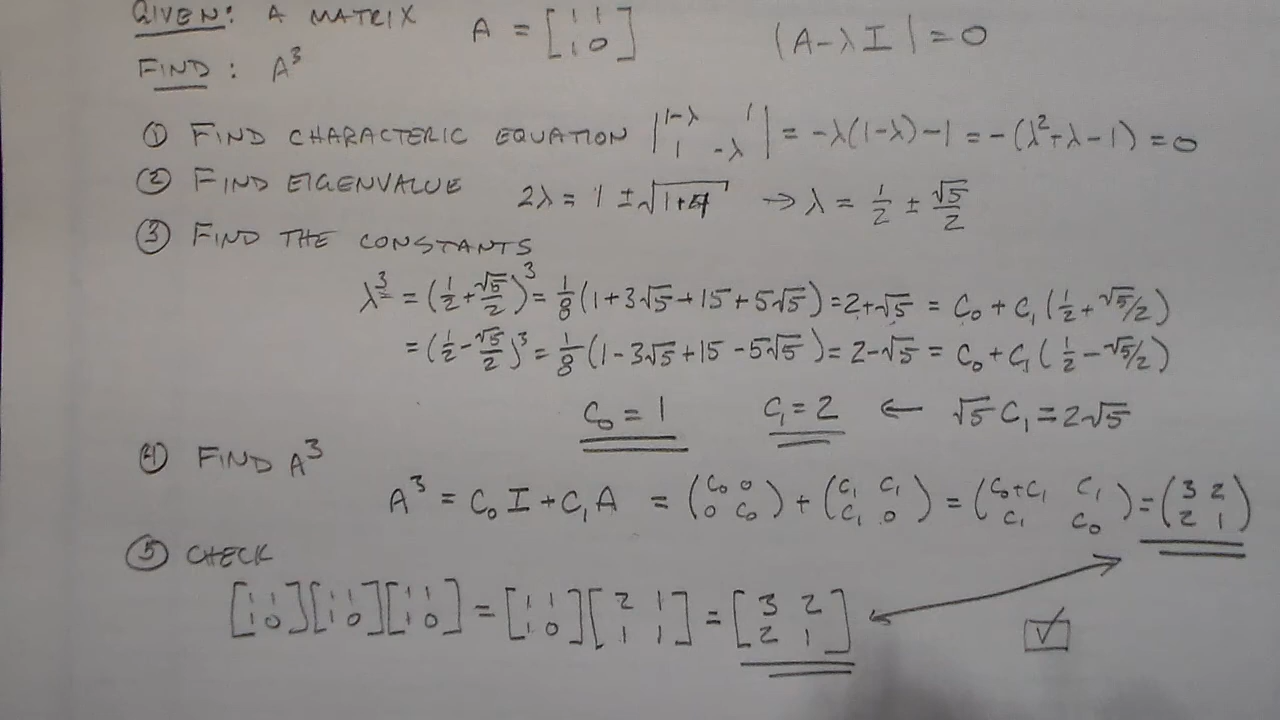 GIVEN: A MATRIX A = [1 1; 1 0] |A-λI| = 0
FIND: A³
① FIND CHARACTERIC EQUATION |1-λ 1; 1 -λ| = -λ(1-λ)-1 = -(λ²+λ-1) = 0
② FIND EIGENVALUE 2λ = 1 ± √(1+4) → λ = 1/2 ± √5/2
③ FIND THE CONSTANTS
λ³ = (1/2 + √5/2)³ = 1/8 (1+3√5+15+5√5) = 2+√5 = C₀ + C₁ (1/2 + √5/2)
= (1/2 - √5/2)³ = 1/8 (1-3√5+15-5√5) = 2-√5 = C₀ + C₁ (1/2 - √5/2)
C₀ = 1 C₁ = 2 ← √5 C₁ = 2√5
④ FIND A³
A³ = C₀ I + C₁ A = (C₀ 0; 0 C₀) + (C₁ C₁; C₁ 0) = (C₀+C₁ C₁; C₁ C₀) = (3 2; 2 1)
⑤ CHECK
[1 1; 1 0][1 1; 1 0][1 1; 1 0] = [1 1; 1 0][2 1; 1 1] = [3 2; 2 1] ✓